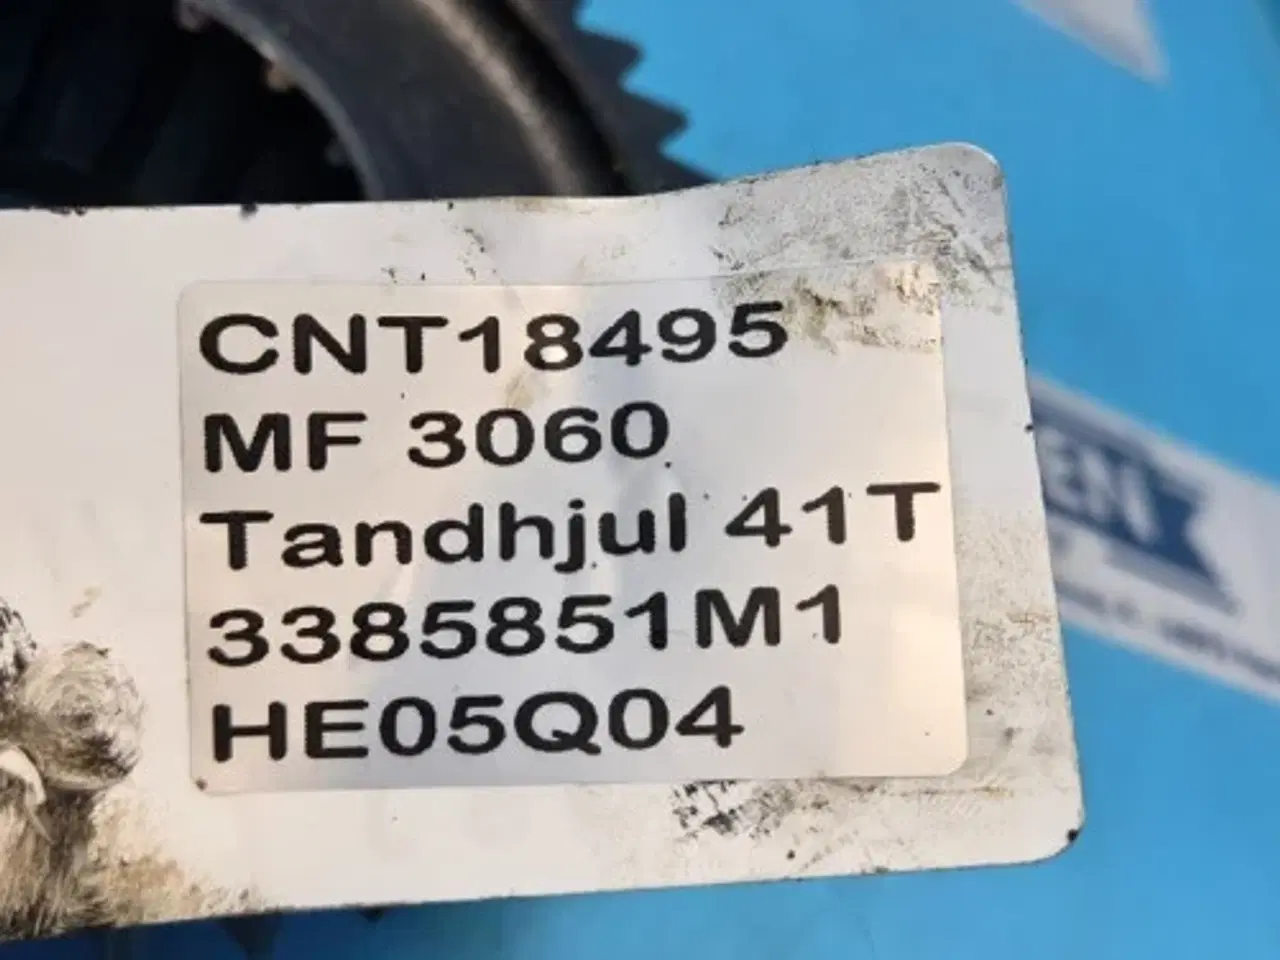 CNT18495
MF 3060
Tandhjul 41T
3385851M1
HE05Q04